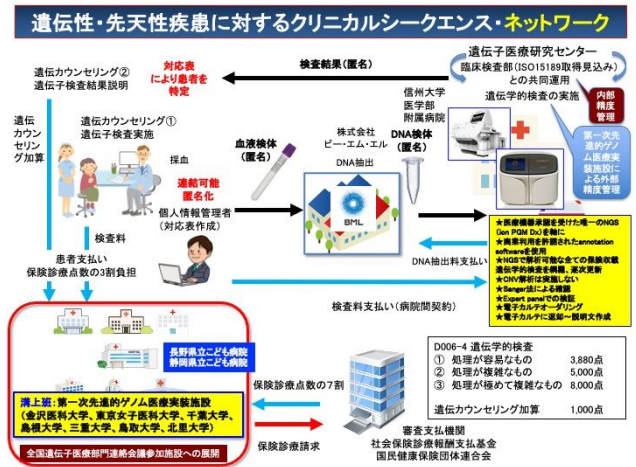 遺伝性・先天性疾患に対するクリニカルシークエンス・ネットワーク
遺伝カウンセリング②
遺伝子検査結果説明
対応表
により患者を
特定
検査結果（匿名）
遺伝子医療研究センター
臨床検査部（ISO15189取得見込み）
との共同運用
遺伝学的検査の実施
内部
精度
管理
遺伝
カウン
セリン
グ加算
遺伝カウンセリング①
遺伝子検査実施
採血
連結可能
匿名化
個人情報管理者
（対応表作成）
血液検体
（匿名）
株式会社
ビー・エム・エル
DNA抽出
BML
信州大学
医学部
附属病院
DNA検体
（匿名）
第一次先
進的ゲノ
ム医療実
装施設に
よる外部
精度管理
検査料
患者支払い
保険診療点数の3割負担
DNA抽出料支払い
検査料支払い（病院間契約）
★医療機器承認を受けた唯一のNGS
（Ion PGM Dx）を軸に
★商業利用を許諾されたannotation
softwareを使用
★NGSで解析可能な全ての保険収載
遺伝学的検査を網羅、逐次更新
★CNV解析は実施しない
★Sanger法による確認
★Expert panelでの検証
★電子カルテオーダリング
★電子カルテに返却～説明文作成
長野県立こども病院
静岡県立こども病院
溝上班：第一次先進的ゲノム医療実装施設
（金沢医科大学、東京女子医科大学、千葉大学、
島根大学、三重大学、鳥取大学、北里大学）
全国遺伝子医療部門連絡会議参加施設への展開
保険診療点数の7割
保険診療請求
審査支払機関
社会保険診療報酬支払基金
国民健康保険団体連合会
D006-4 遺伝学的検査
① 処理が容易なもの 3,880点
② 処理が複雑なもの 5,000点
③ 処理が極めて複雑なもの 8,000点
遺伝カウンセリング加算 1,000点